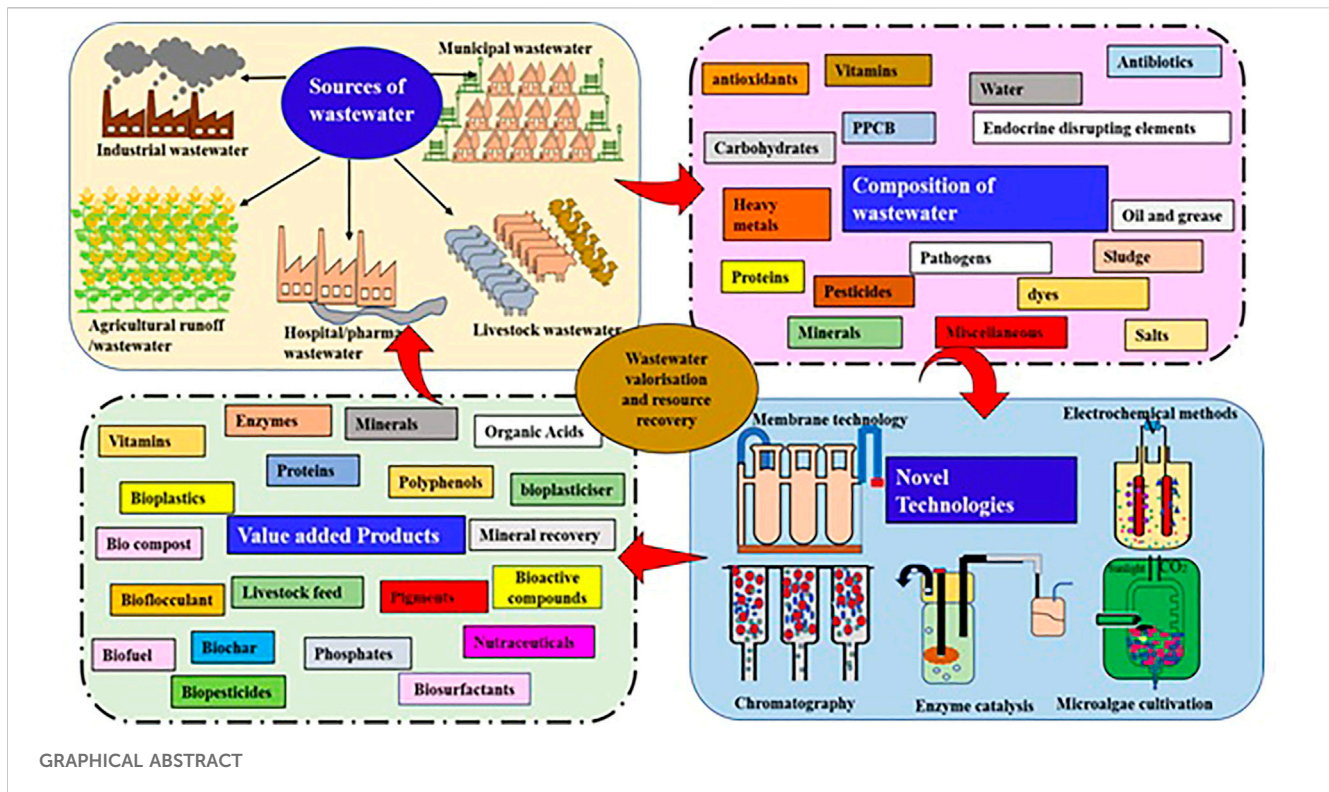 Sources of
wastewater
Municipal wastewater
Industrial wastewater
Agricultural runoff
/wastewater
Hospital/pharma
wastewater
Livestock wastewater
antioxidants
Vitamins
Antibiotics
Water
PPCB
Endocrine disrupting elements
Carbohydrates
Composition of
wastewater
Heavy
metals
Oil and grease
Pathogens
Sludge
Proteins
Pesticides
dyes
Minerals
Miscellaneous
Salts
Wastewater
valorisation
and resource
recovery
Vitamins
Enzymes
Minerals
Organic Acids
Proteins
Polyphenols
bioplasticiser
Bioplastics
Value added Products
Mineral recovery
Bio compost
Bioflocculant
Livestock feed
Pigments
Bioactive
compounds
Biofuel
Biochar
Phosphates
Nutraceuticals
Biopesticides
Biosurfactants
Membrane technology
Electrochemical methods
Novel
Technologies
Sunlight
CO2
Chromatography
Enzyme catalysis
Microalgae cultivation
GRAPHICAL ABSTRACT